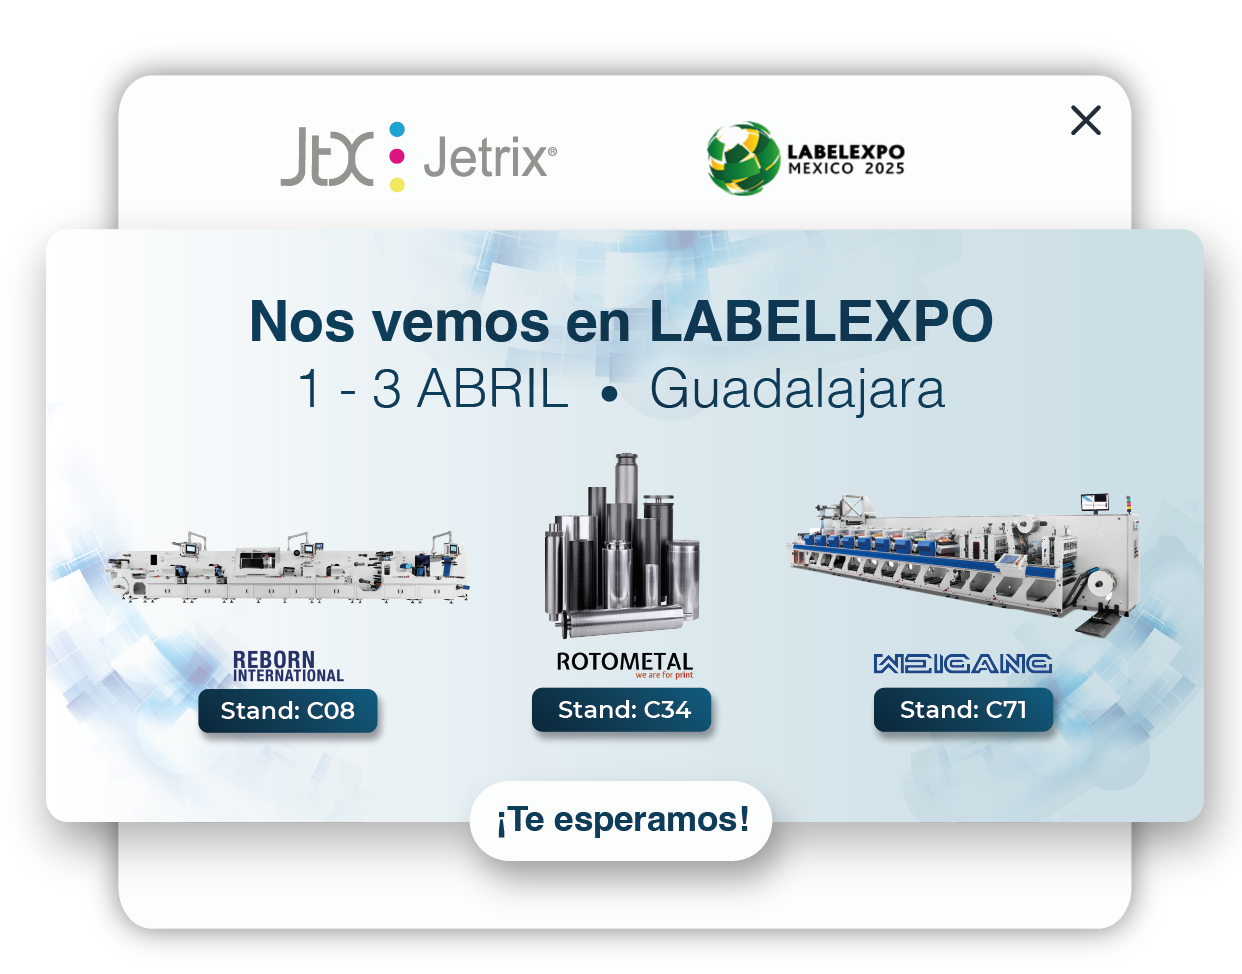 JtX Jetrix®
LABELEXPO
MEXICO 2025
Nos vemos en LABELEXPO
1 - 3 ABRIL • Guadalajara
REBORN
INTERNATIONAL
Stand: C08
ROTOMETAL
we are for print
Stand: C34
WEIGANG
Stand: C71
¡Te esperamos!